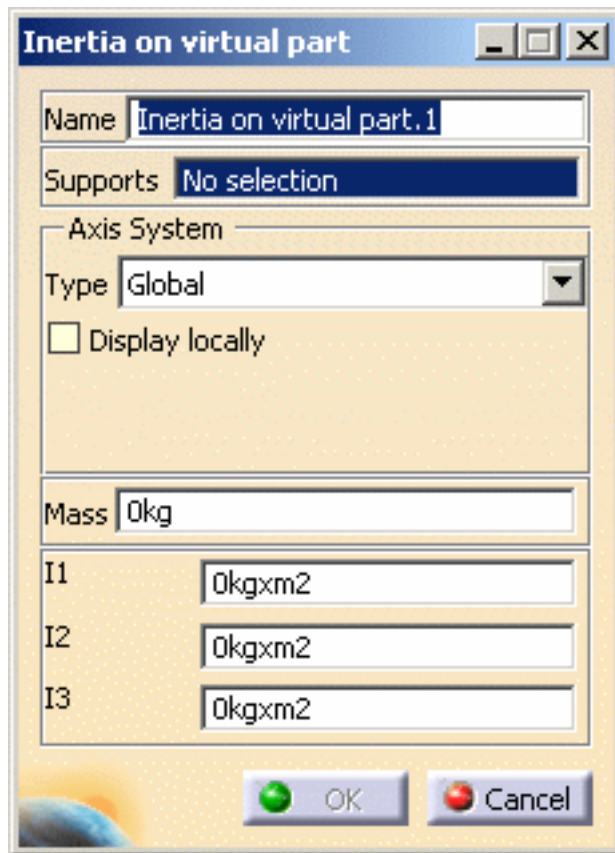 Inertia on virtual part
Name Inertia on virtual part.1
Supports No selection
Axis System
Type Global
Display locally
Mass 0kg
I1 0kgxm2
I2 0kgxm2
I3 0kgxm2
OK Cancel